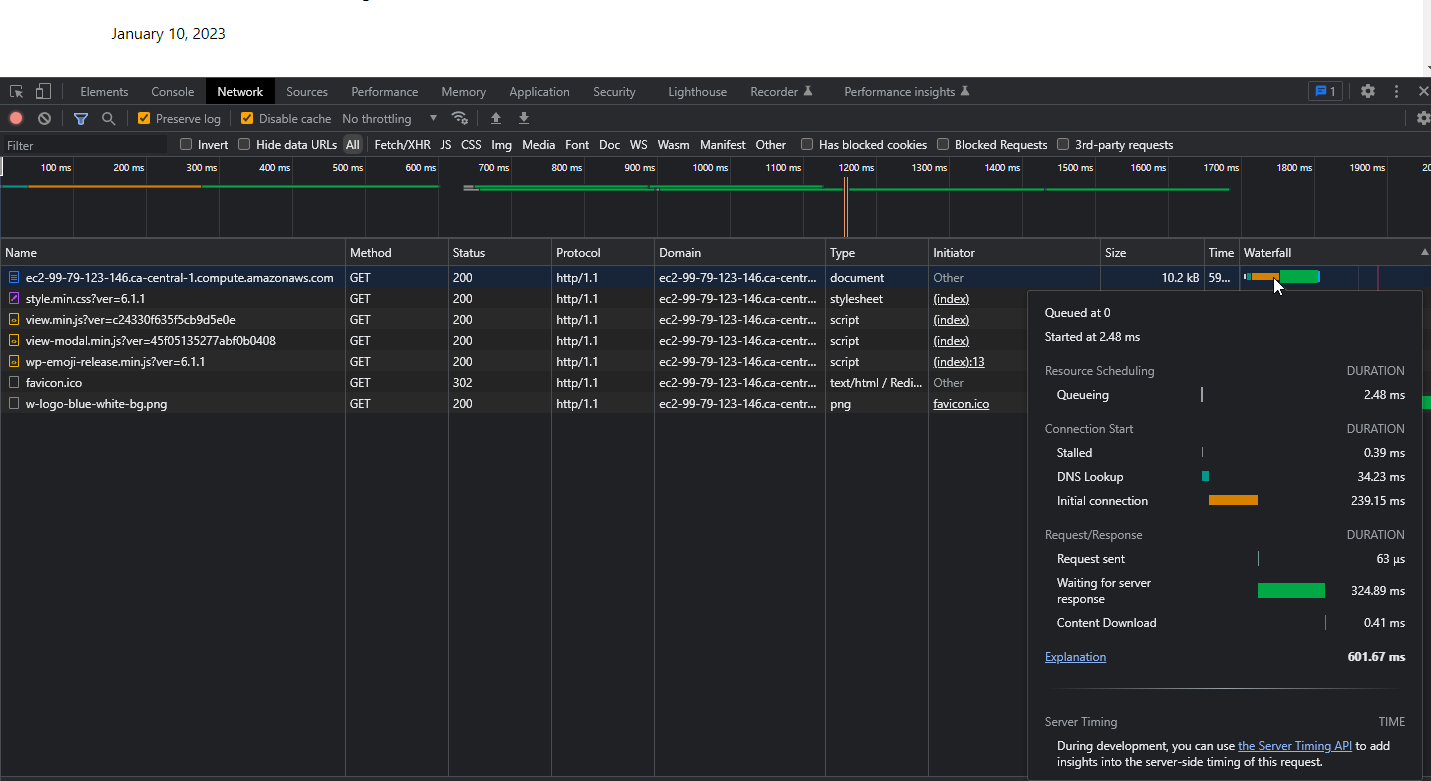 January 10, 2023
Elements Console Network Sources Performance Memory Application Security Lighthouse Recorder Performance insights 1
Preserve log Disable cache No throttling
Filter Invert Hide data URLs All Fetch/XHR JS CSS Img Media Font Doc WS Wasm Manifest Other Has blocked cookies Blocked Requests 3rd-party requests
100 ms 200 ms 300 ms 400 ms 500 ms 600 ms 700 ms 800 ms 900 ms 1000 ms 1100 ms 1200 ms 1300 ms 1400 ms 1500 ms 1600 ms 1700 ms 1800 ms 1900 ms 20
Name Method Status Protocol Domain Type Initiator Size Time Waterfall
ec2-99-79-123-146.ca-central-1.compute.amazonaws.com GET 200 http/1.1 ec2-99-79-123-146.ca-centr... document Other 10.2 kB 59...
style.min.css?ver=6.1.1 GET 200 http/1.1 ec2-99-79-123-146.ca-centr... stylesheet (index)
view.min.js?ver=c24330f635f5cb9d5e0e GET 200 http/1.1 ec2-99-79-123-146.ca-centr... script (index)
view-modal.min.js?ver=45f05135277abf0b0408 GET 200 http/1.1 ec2-99-79-123-146.ca-centr... script (index)
wp-emoji-release.min.js?ver=6.1.1 GET 200 http/1.1 ec2-99-79-123-146.ca-centr... script (index):13
favicon.ico GET 302 http/1.1 ec2-99-79-123-146.ca-centr... text/html / Redi... Other
w-logo-blue-white-bg.png GET 200 http/1.1 ec2-99-79-123-146.ca-centr... png favicon.ico
Queued at 0
Started at 2.48 ms
Resource Scheduling DURATION
Queueing 2.48 ms
Connection Start DURATION
Stalled 0.39 ms
DNS Lookup 34.23 ms
Initial connection 239.15 ms
Request/Response DURATION
Request sent 63 μs
Waiting for server
response 324.89 ms
Content Download 0.41 ms
Explanation 601.67 ms
Server Timing TIME
During development, you can use the Server Timing API to add
insights into the server-side timing of this request.